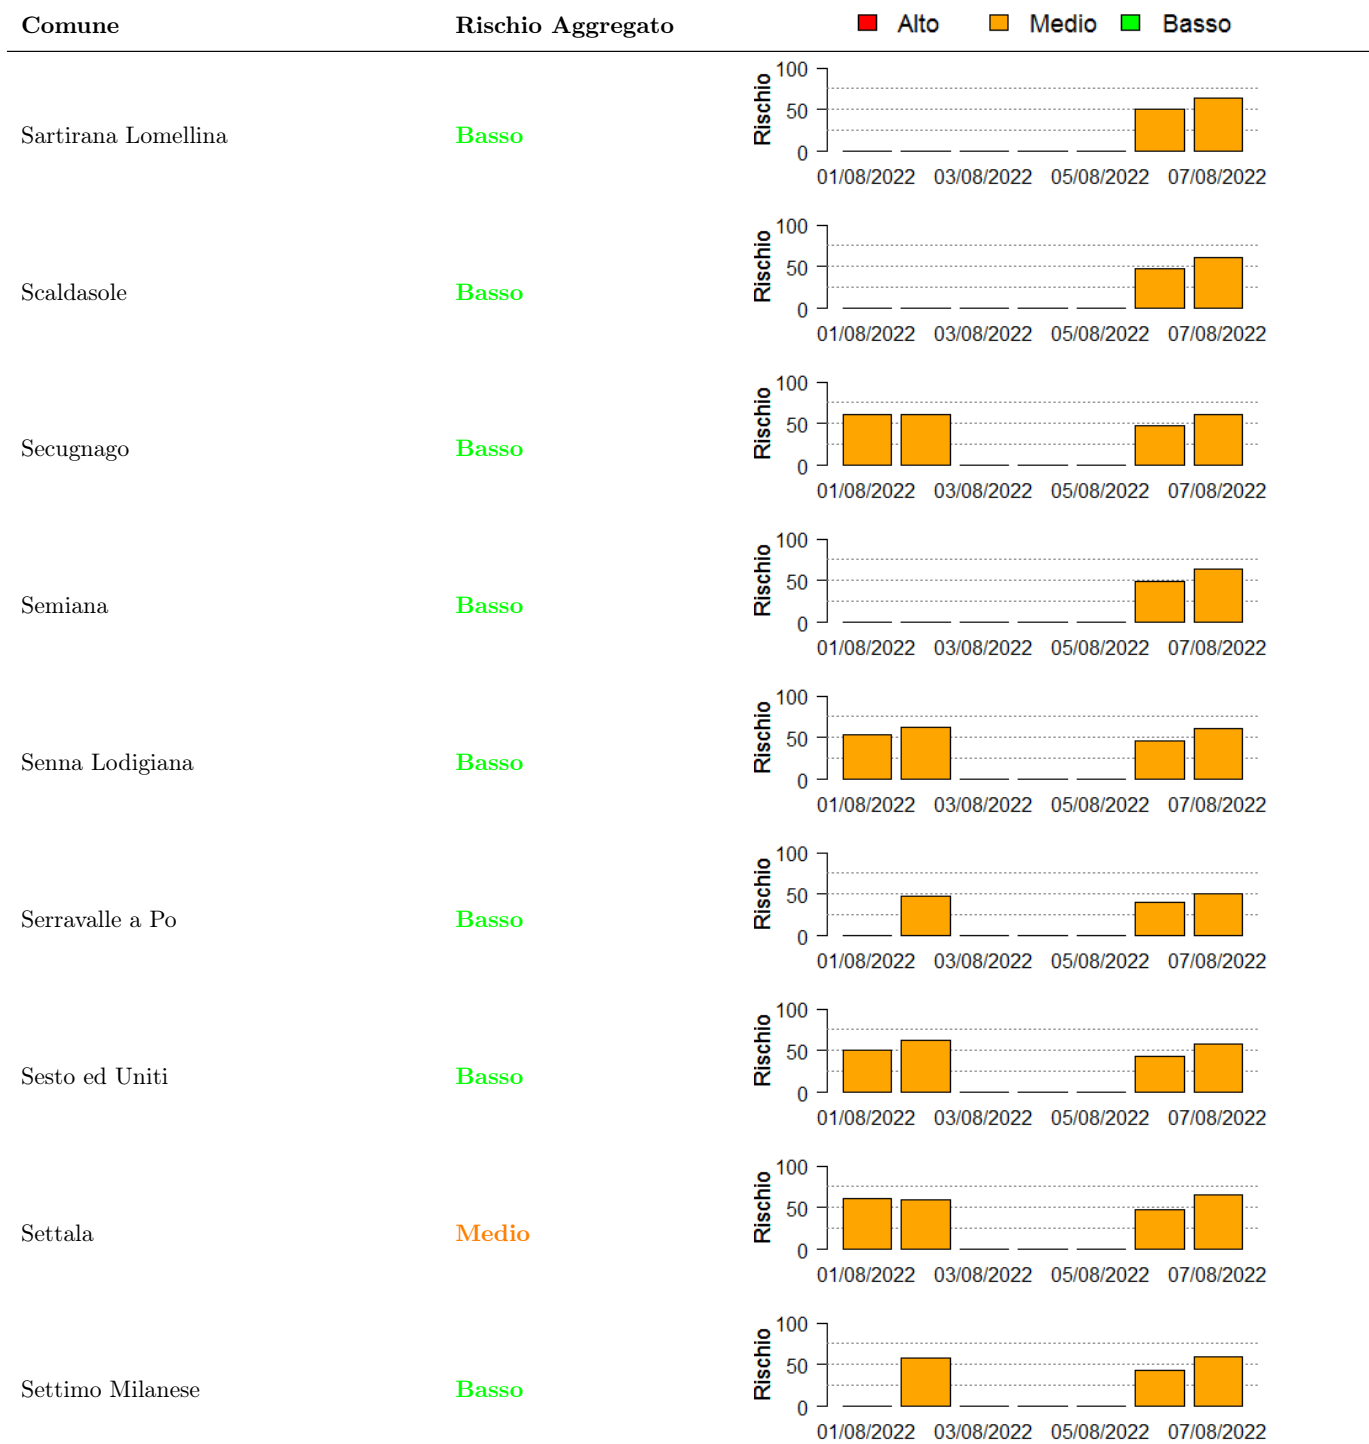 Comune Rischio Aggregato Alto Medio Basso
Sartirana Lomellina Basso Rischio 100 50 0
01/08/2022 03/08/2022 05/08/2022 07/08/2022
Scaldasole Basso Rischio 100 50 0
01/08/2022 03/08/2022 05/08/2022 07/08/2022
Secugnago Basso Rischio 100 50 0
01/08/2022 03/08/2022 05/08/2022 07/08/2022
Semiana Basso Rischio 100 50 0
01/08/2022 03/08/2022 05/08/2022 07/08/2022
Senna Lodigiana Basso Rischio 100 50 0
01/08/2022 03/08/2022 05/08/2022 07/08/2022
Serravalle a Po Basso Rischio 100 50 0
01/08/2022 03/08/2022 05/08/2022 07/08/2022
Sesto ed Uniti Basso Rischio 100 50 0
01/08/2022 03/08/2022 05/08/2022 07/08/2022
Settala Medio Rischio 100 50 0
01/08/2022 03/08/2022 05/08/2022 07/08/2022
Settimo Milanese Basso Rischio 100 50 0
01/08/2022 03/08/2022 05/08/2022 07/08/2022